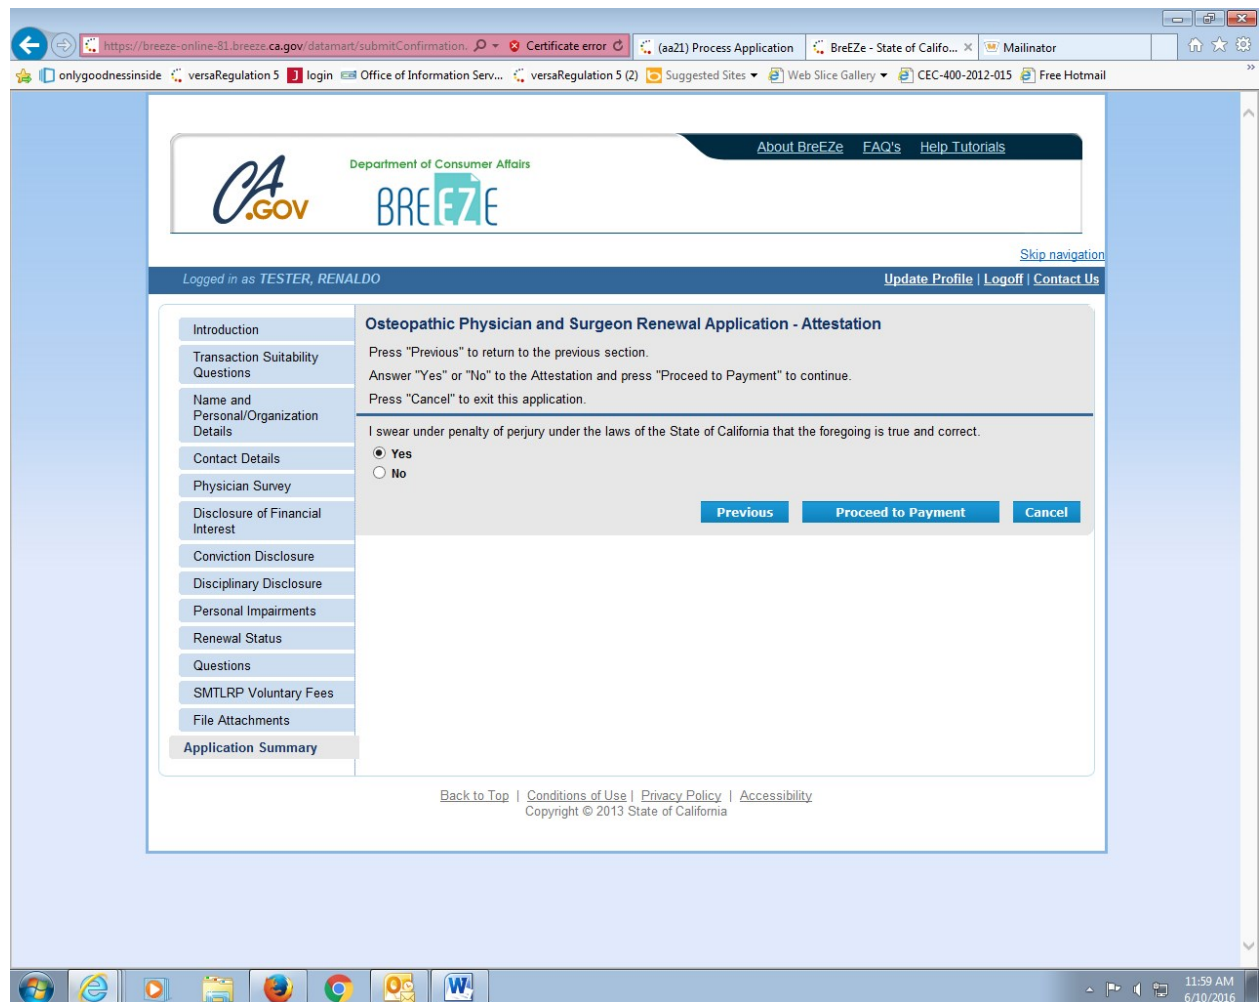 https://breeze-online-81.breeze.ca.gov/datamart/submitConfirmation.
Certificate error
(aa21) Process Application
BreEZe - State of Califo...
Mailinator
onlygoodnessinside
versaRegulation 5
login
Office of Information Serv...
versaRegulation 5 (2)
Suggested Sites
Web Slice Gallery
CEC-400-2012-015
Free Hotmail
About BreEZe FAQ's Help Tutorials
CA.GOV
Department of Consumer Affairs
BREEZE
Skip navigation
Logged in as TESTER, RENALDO
Update Profile | Logoff | Contact Us
Introduction
Transaction Suitability
Questions
Name and
Personal/Organization
Details
Contact Details
Physician Survey
Disclosure of Financial
Interest
Conviction Disclosure
Disciplinary Disclosure
Personal Impairments
Renewal Status
Questions
SMTLRP Voluntary Fees
File Attachments
Application Summary
Osteopathic Physician and Surgeon Renewal Application - Attestation
Press "Previous" to return to the previous section.
Answer "Yes" or "No" to the Attestation and press "Proceed to Payment" to continue.
Press "Cancel" to exit this application.
I swear under penalty of perjury under the laws of the State of California that the foregoing is true and correct.
Yes
No
Previous
Proceed to Payment
Cancel
Back to Top | Conditions of Use | Privacy Policy | Accessibility
Copyright © 2013 State of California
11:59 AM
6/10/2016